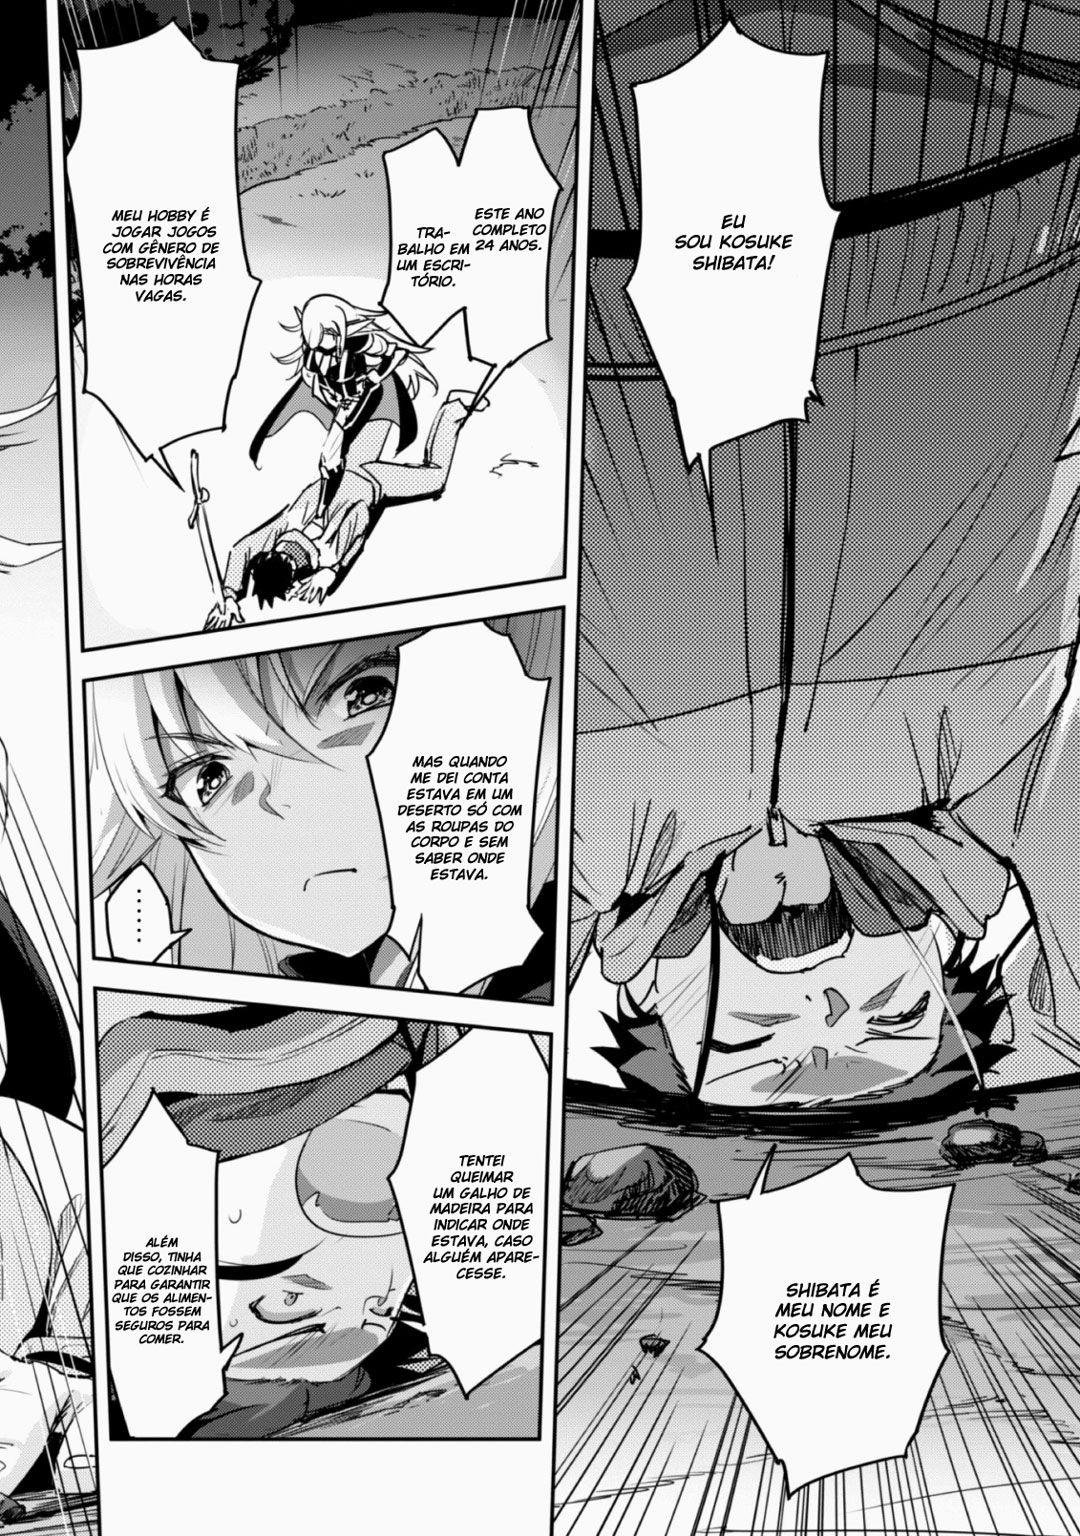 EU
SOU KOSUKE
SHIBATA!
SHIBATA É
MEU NOME E
KOSUKE MEU
SOBRENOME.
ESTE ANO
COMPLETO
24 ANOS.
TRA-
BALHO EM
UM ESCRI-
TÓRIO.
MEU HOBBY É
JOGAR JOGOS
COM GÊNERO DE
SOBREVIVÊNCIA
NAS HORAS
VAGAS.
MAS QUANDO
ME DEI CONTA
ESTAVA EM UM
DESERTO SÓ COM
AS ROUPAS DO
CORPO E SEM
SABER ONDE
ESTAVA.
......
TENTEI
QUEIMAR
UM GALHO DE
MADEIRA PARA
INDICAR ONDE
ESTAVA, CASO
ALGUÉM APARE-
CESSE.
ALÉM
DISSO, TINHA
QUE COZINHAR
PARA GARANTIR
QUE OS ALIMEN-
TOS FOSSEM
SEGUROS PARA
COMER.